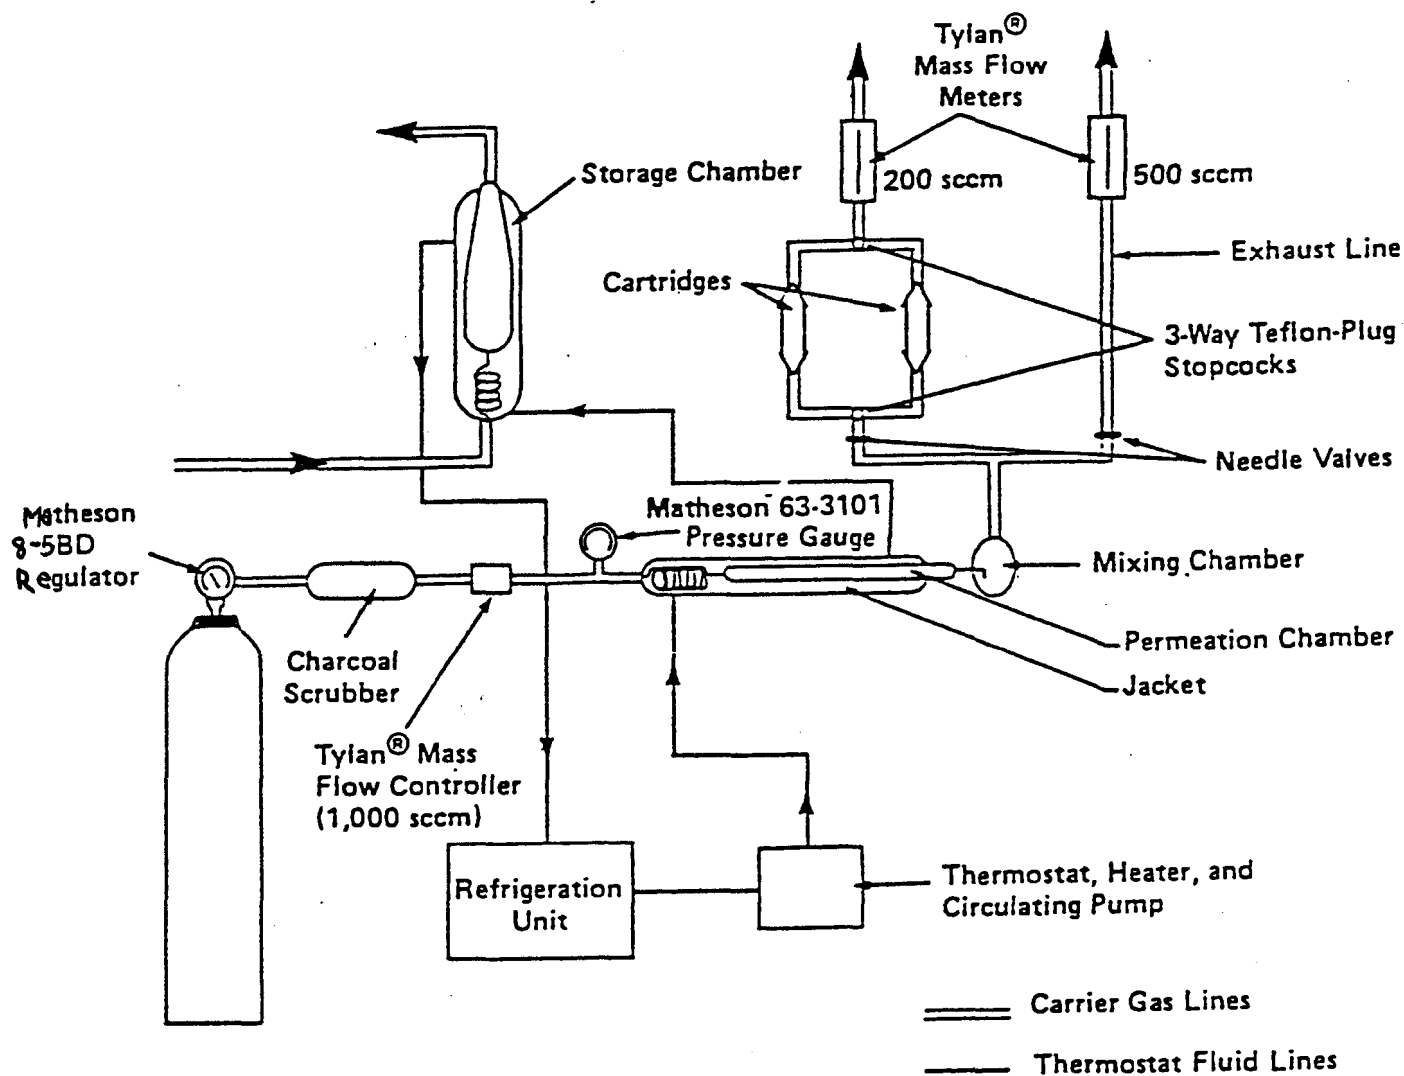 Tylan®
Mass Flow
Meters
Storage Chamber
200 sccm
500 sccm
Exhaust Line
Cartridges
3-Way Teflon-Plug
Stopcocks
Needle Valves
Matheson
8-5BD
Regulator
Matheson 63-3101
Pressure Gauge
Mixing Chamber
Permeation Chamber
Jacket
Charcoal
Scrubber
Tylan® Mass
Flow Controller
(1,000 sccm)
Refrigeration
Unit
Thermostat, Heater, and
Circulating Pump
Carrier Gas Lines
Thermostat Fluid Lines